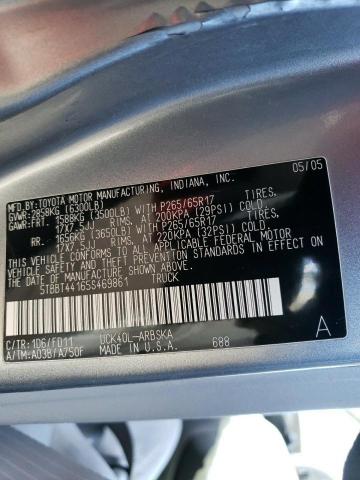 MFD. BY:
TOYOTA MOTOR MANUFACTURING, INDIANA, INC. 05/05
GVWR: 2858KG (6300LB)
GAWR: FRT. 1588KG (3500LB) WITH P265/65R17 TIRES,
17X7.5JJ RIMS, AT 200KPA (29PSI) COLD.
RR. 1656KG (3650LB) WITH P265/65R17 TIRES,
17X7.5JJ RIMS, AT 220KPA (32PSI) COLD.
THIS VEHICLE CONFORMS TO ALL APPLICABLE FEDERAL MOTOR
VEHICLE SAFETY BUMPER, AND THEFT PREVENTION STANDARDS IN EFFECT ON
THE DATE OF MANUFACTURE SHOWN ABOVE.
5TBBT44165S469861 TRUCK
C/TR: 1D6/FD11 UCK40L-ARBSKA A
A/TM: A03B/A750F MADE IN U.S.A. 688